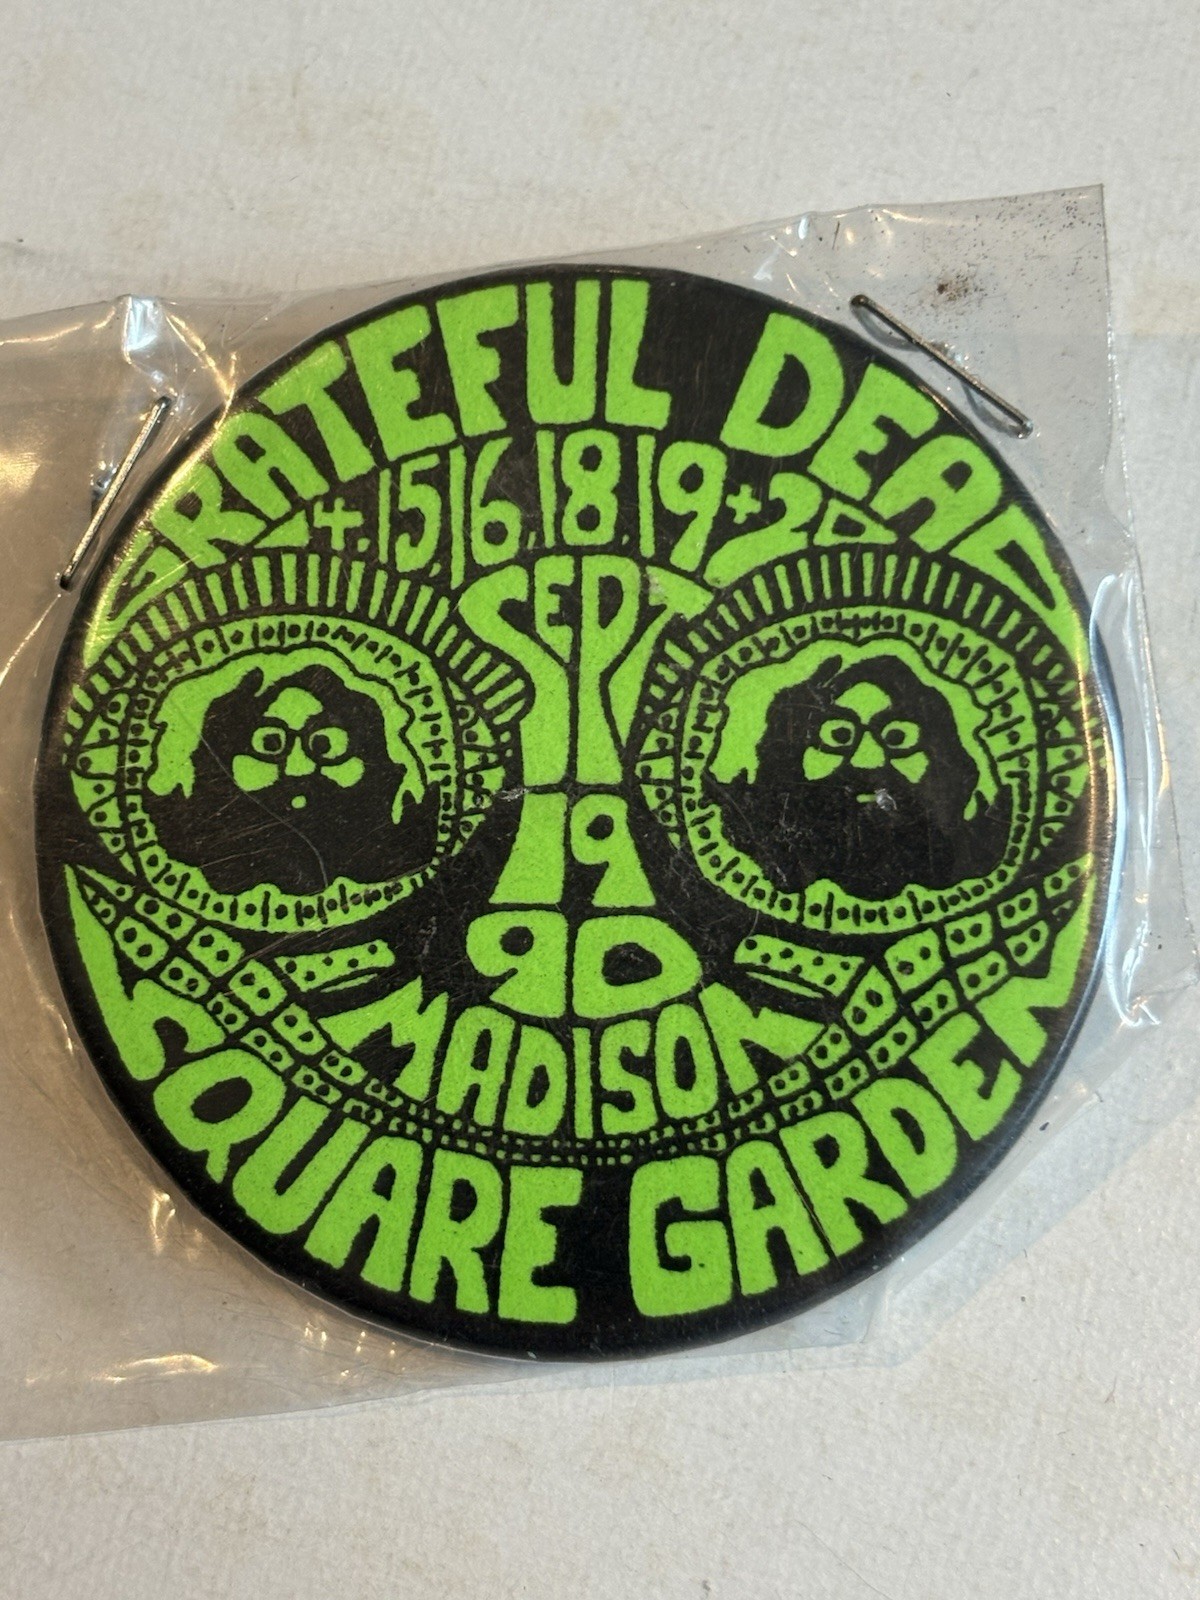 GRATEFUL DEAD
14, 15, 16, 18, 19 + 20
SEPT
19
90
MADISON
SQUARE GARDEN